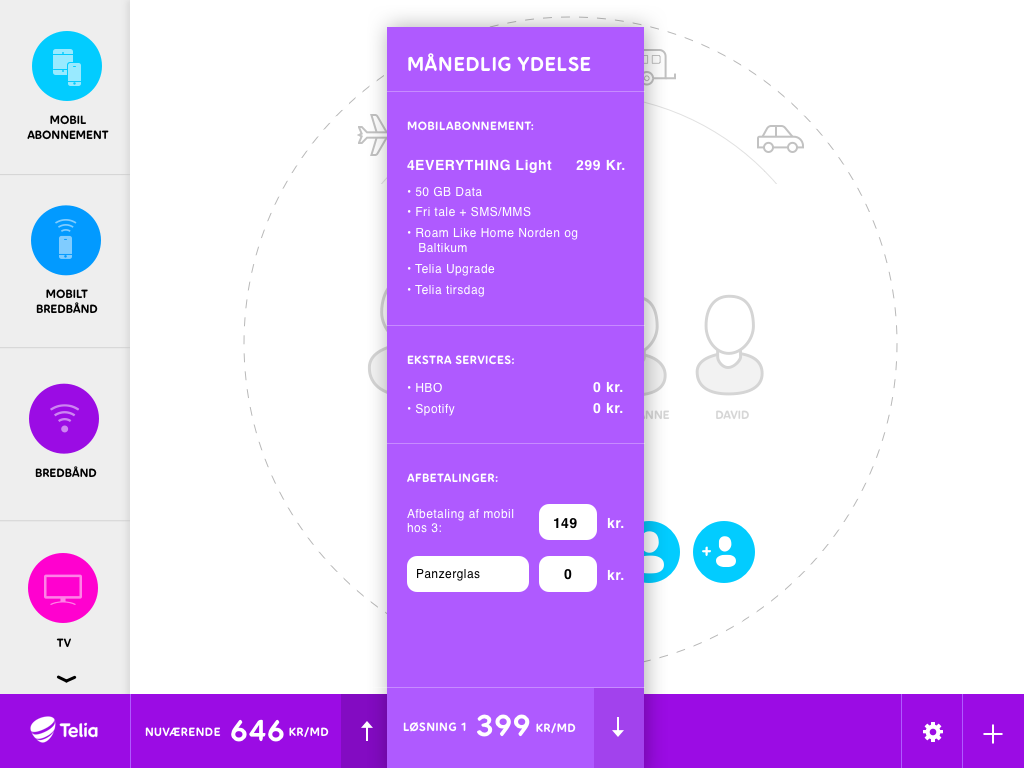 MOBIL
ABONNEMENT
MOBILT
BREDBÅND
BREDBÅND
TV
MÅNEDLIG YDELSE
MOBILABONNEMENT:
4EVERYTHING Light 299 Kr.
• 50 GB Data
• Fri tale + SMS/MMS
• Roam Like Home Norden og
Baltikum
• Telia Upgrade
• Telia tirsdag
EKSTRA SERVICES:
• HBO 0 kr.
• Spotify 0 kr.
AFBETALINGER:
Afbetaling af mobil
hos 3: 149 kr.
Panzerglas 0 kr.
NNE
DAVID
Telia
NUVÆRENDE 646 KR/MD
LØSNING 1 399 KR/MD